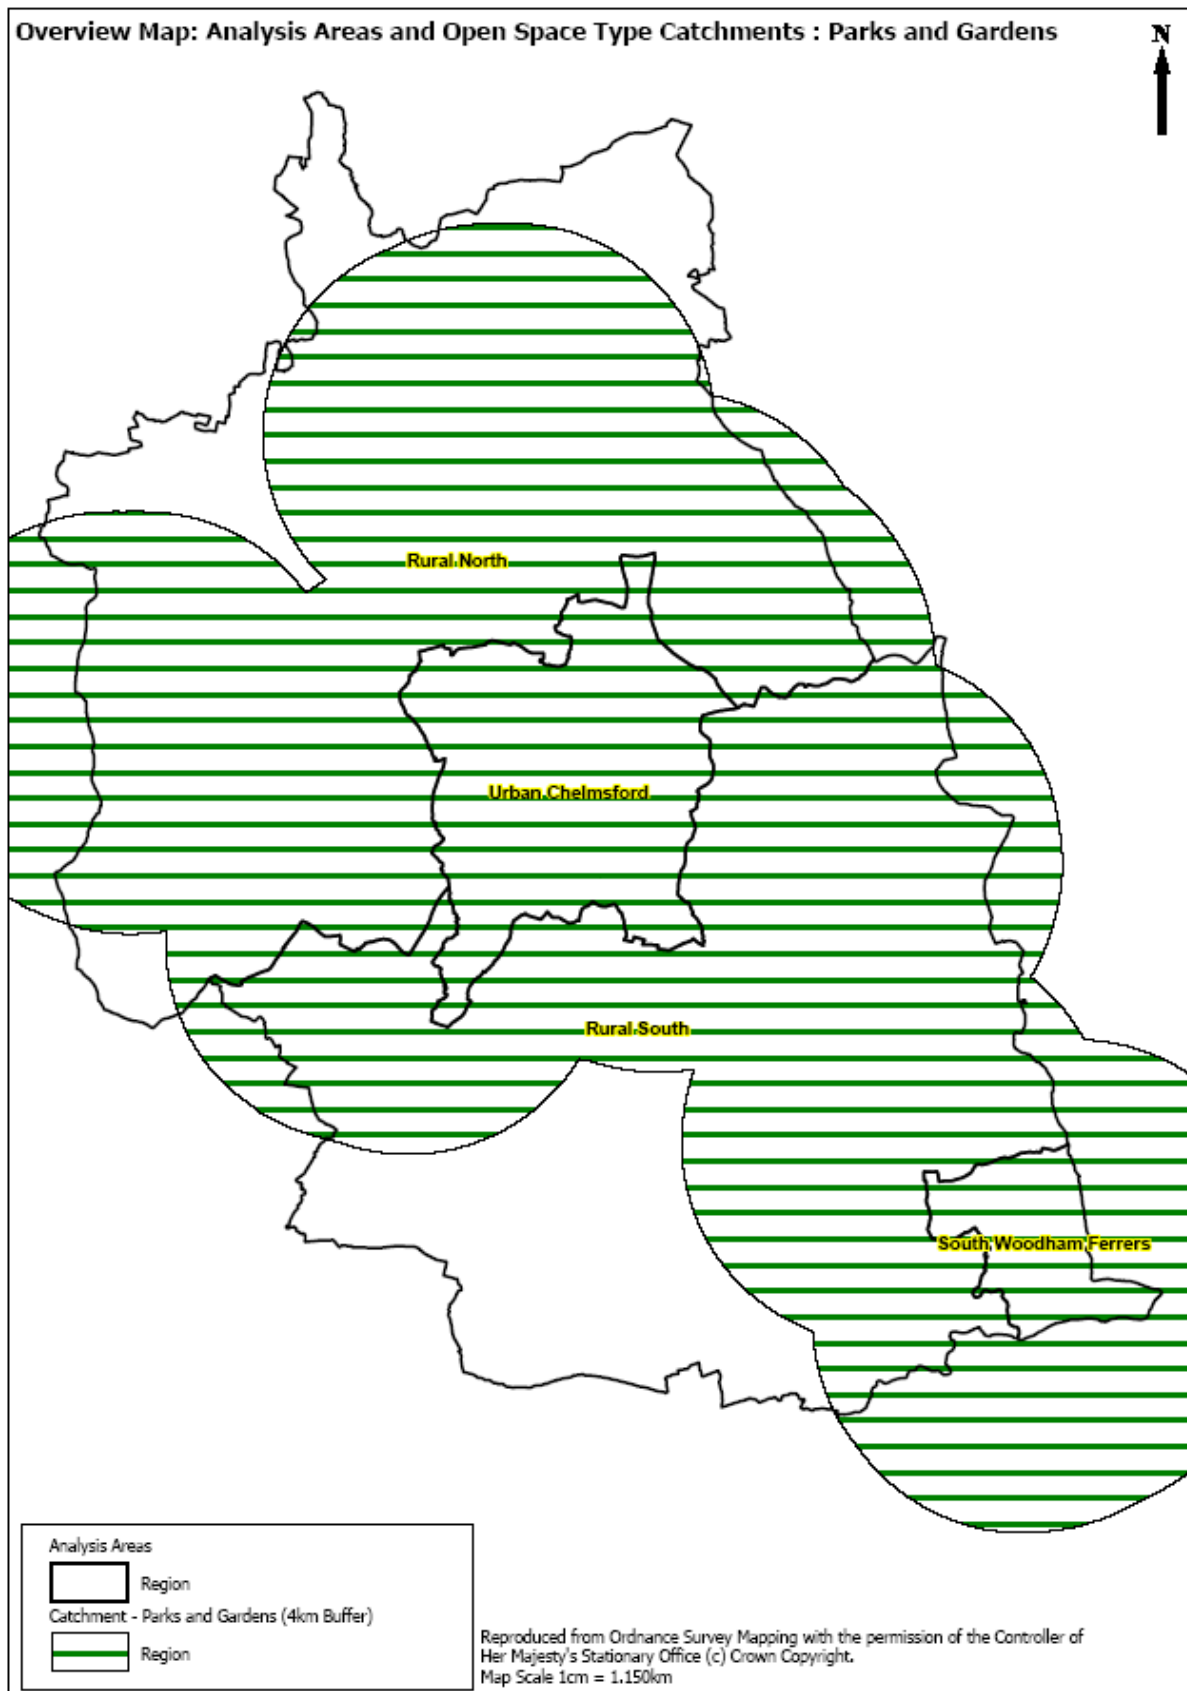 Overview Map: Analysis Areas and Open Space Type Catchments : Parks and Gardens
N
Rural North
Urban Chelmsford
Rural South
South Woodham Ferrers
Analysis Areas
Region
Catchment - Parks and Gardens (4km Buffer)
Region
Reproduced from Ordnance Survey Mapping with the permission of the Controller of
Her Majesty's Stationary Office (c) Crown Copyright.
Map Scale 1cm = 1.150km